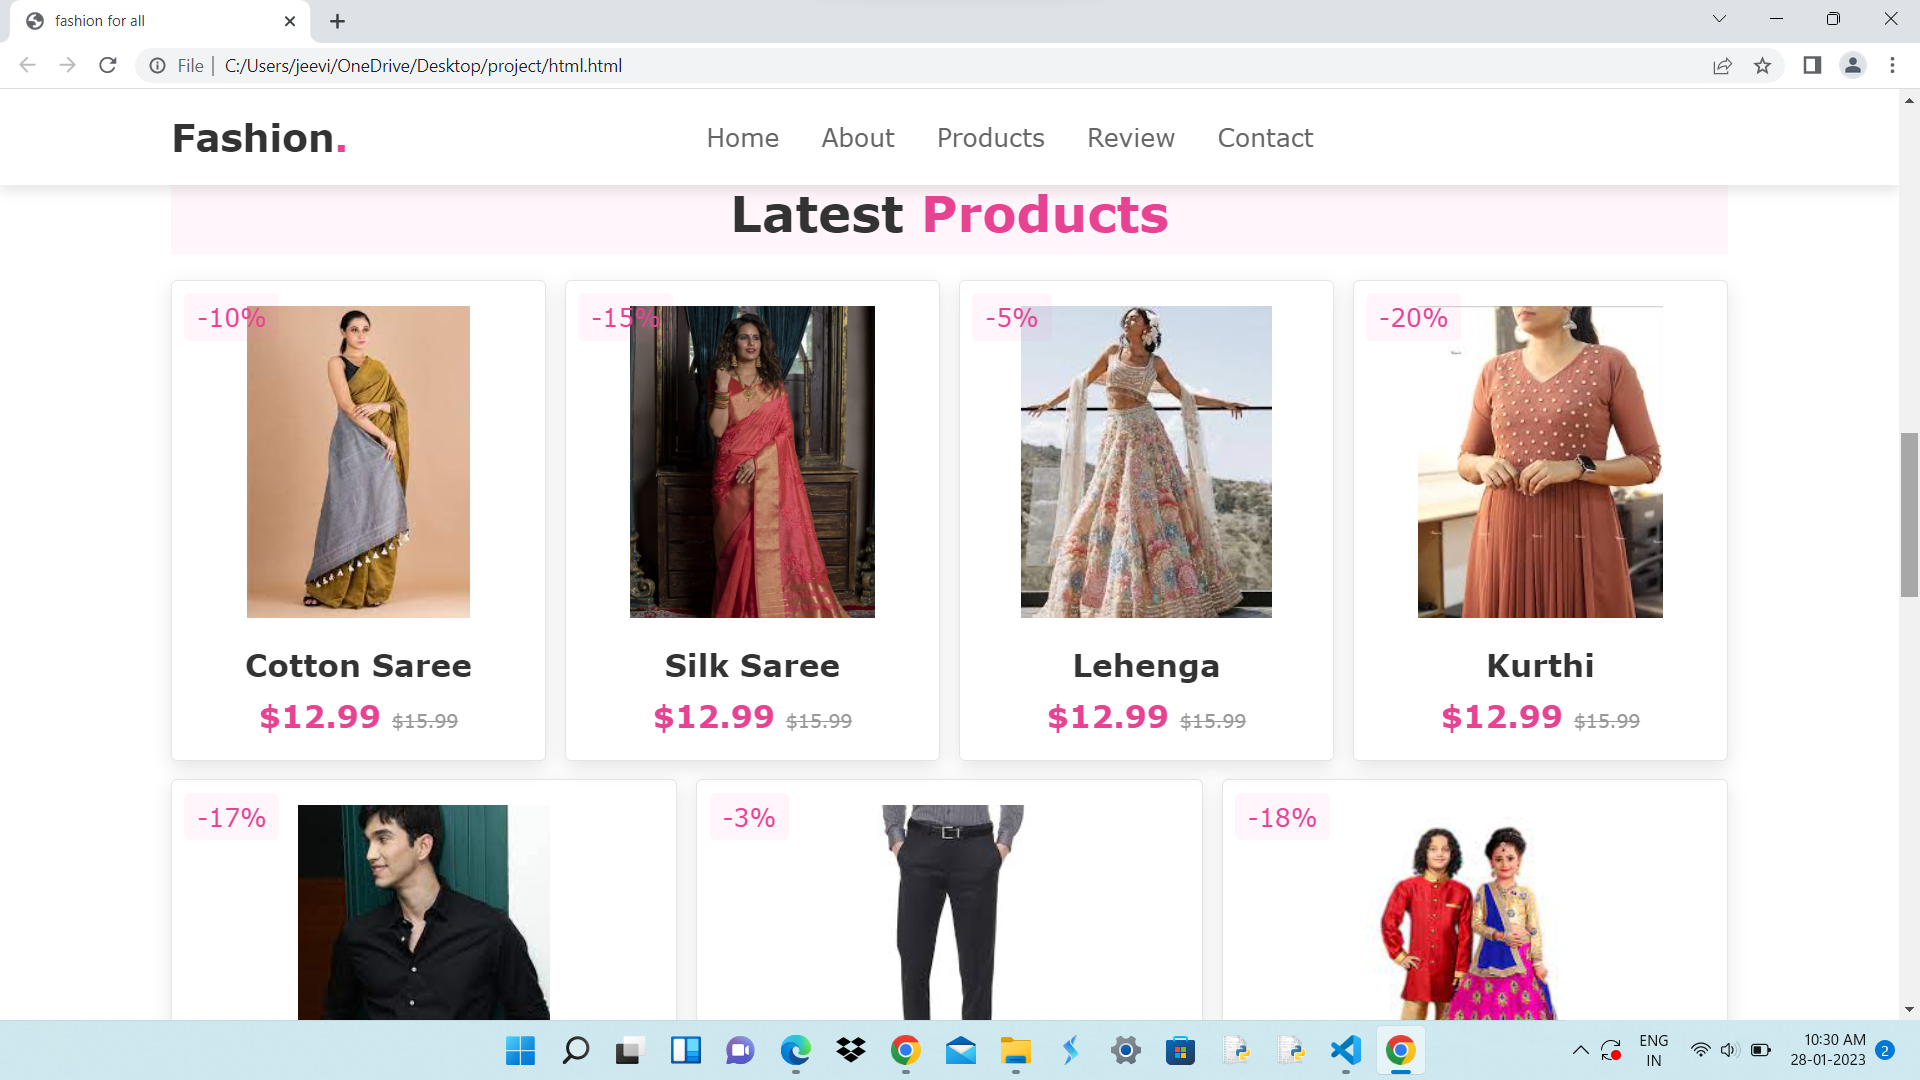 fashion for all
File
C:/Users/jeevi/OneDrive/Desktop/project/html.html
Fashion.
Home About Products Review Contact
Latest Products
-10% -15% -5% -20%
Cotton Saree Silk Saree Lehenga Kurthi
$12.99 $15.99 $12.99 $15.99 $12.99 $15.99 $12.99 $15.99
-17% -3% -18%
ENG
IN
10:30 AM
28-01-2023
2